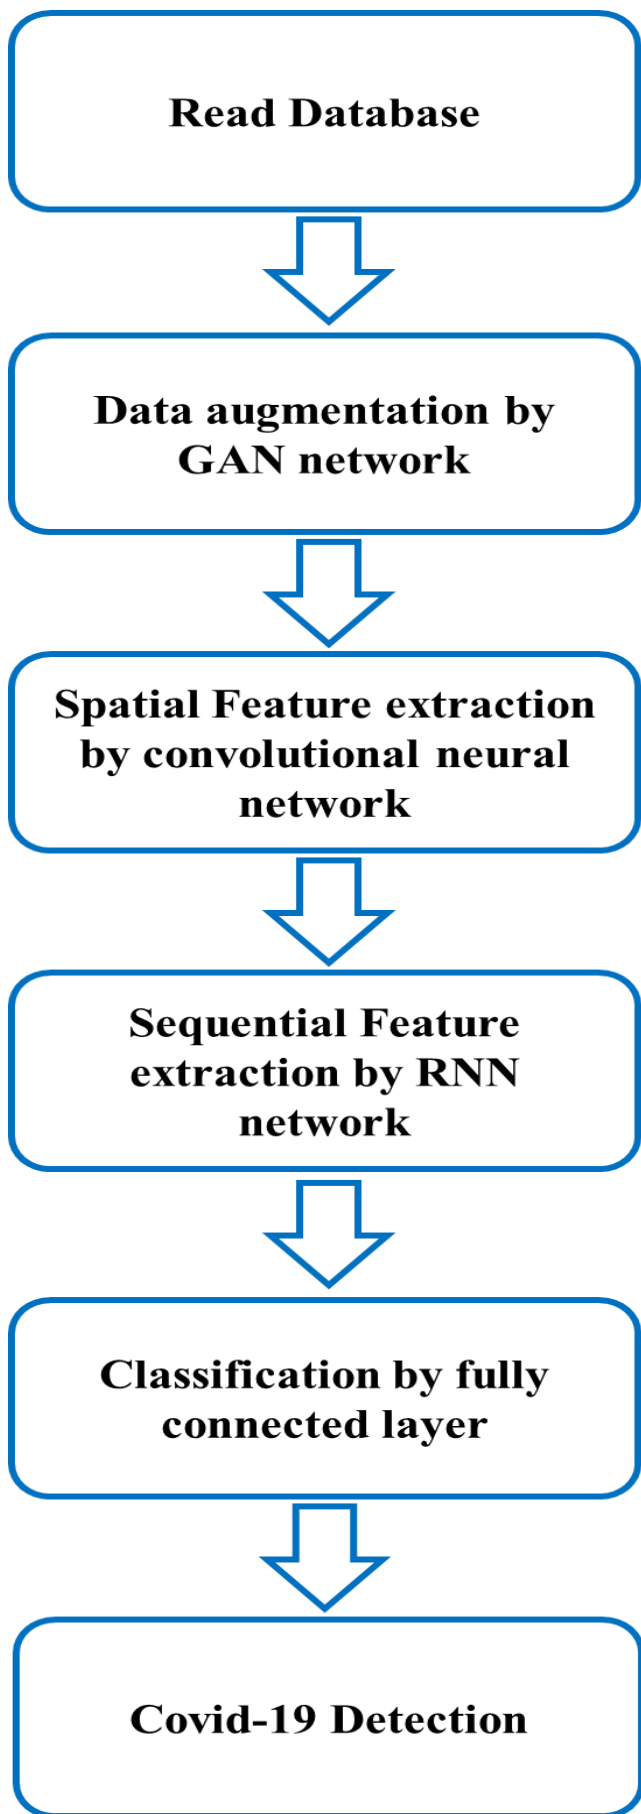 Read Database
Data augmentation by
GAN network
Spatial Feature extraction
by convolutional neural
network
Sequential Feature
extraction by RNN
network
Classification by fully
connected layer
Covid-19 Detection